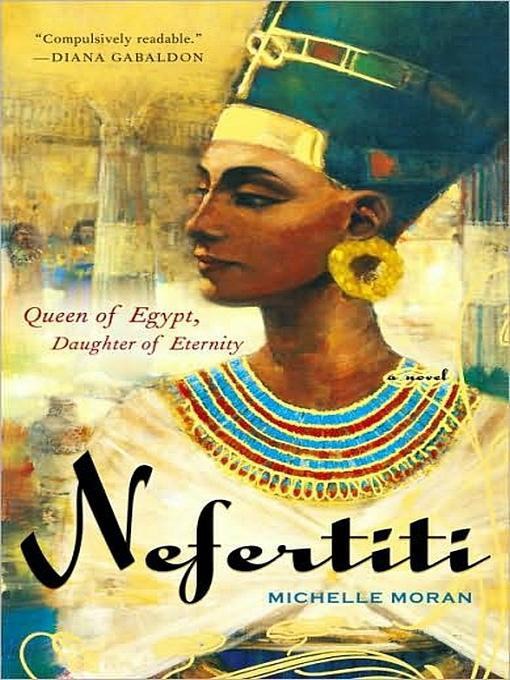 “Compulsively readable.”
—DIANA GABALDON
Queen of Egypt,
Daughter of Eternity
a novel
Nefertiti
MICHELLE MORAN